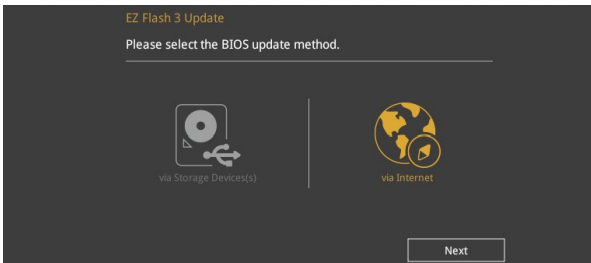 EZ Flash 3 Update
Please select the BIOS update method.
via Storage Devices(s)
via Internet
Next